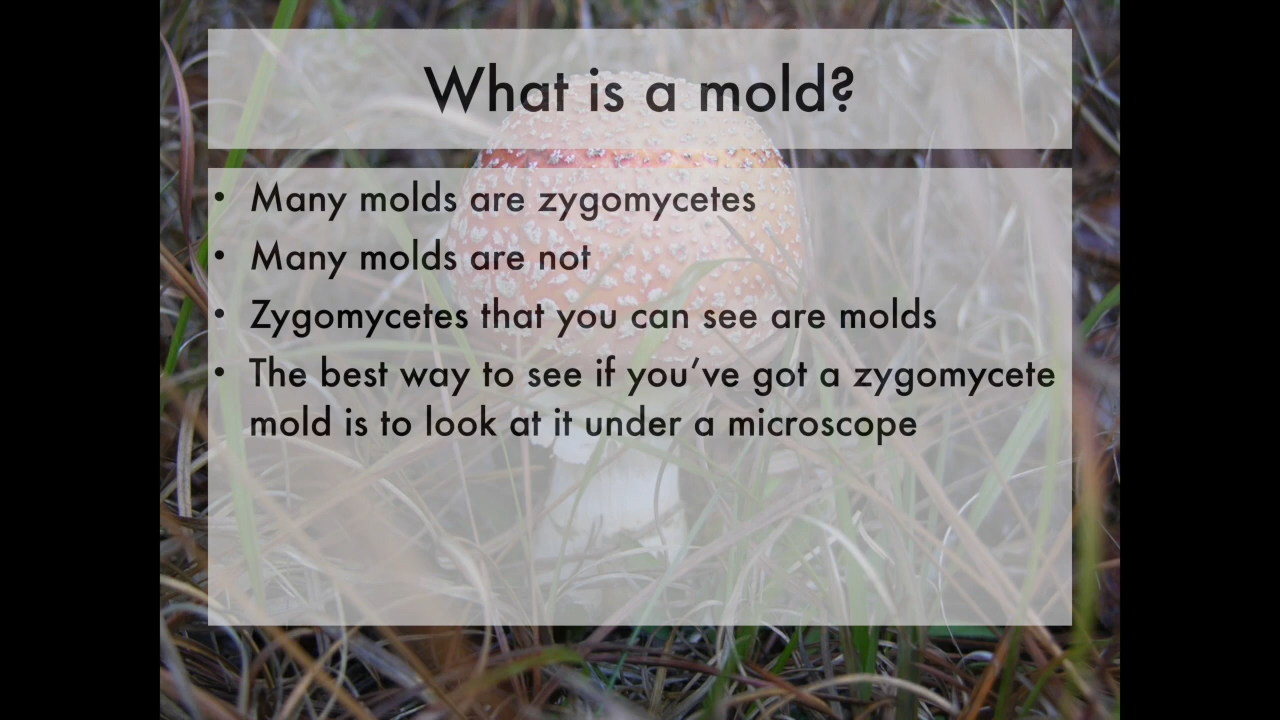 What is a mold?
• Many molds are zygomycetes
• Many molds are not
• Zygomycetes that you can see are molds
• The best way to see if you’ve got a zygomycete
mold is to look at it under a microscope